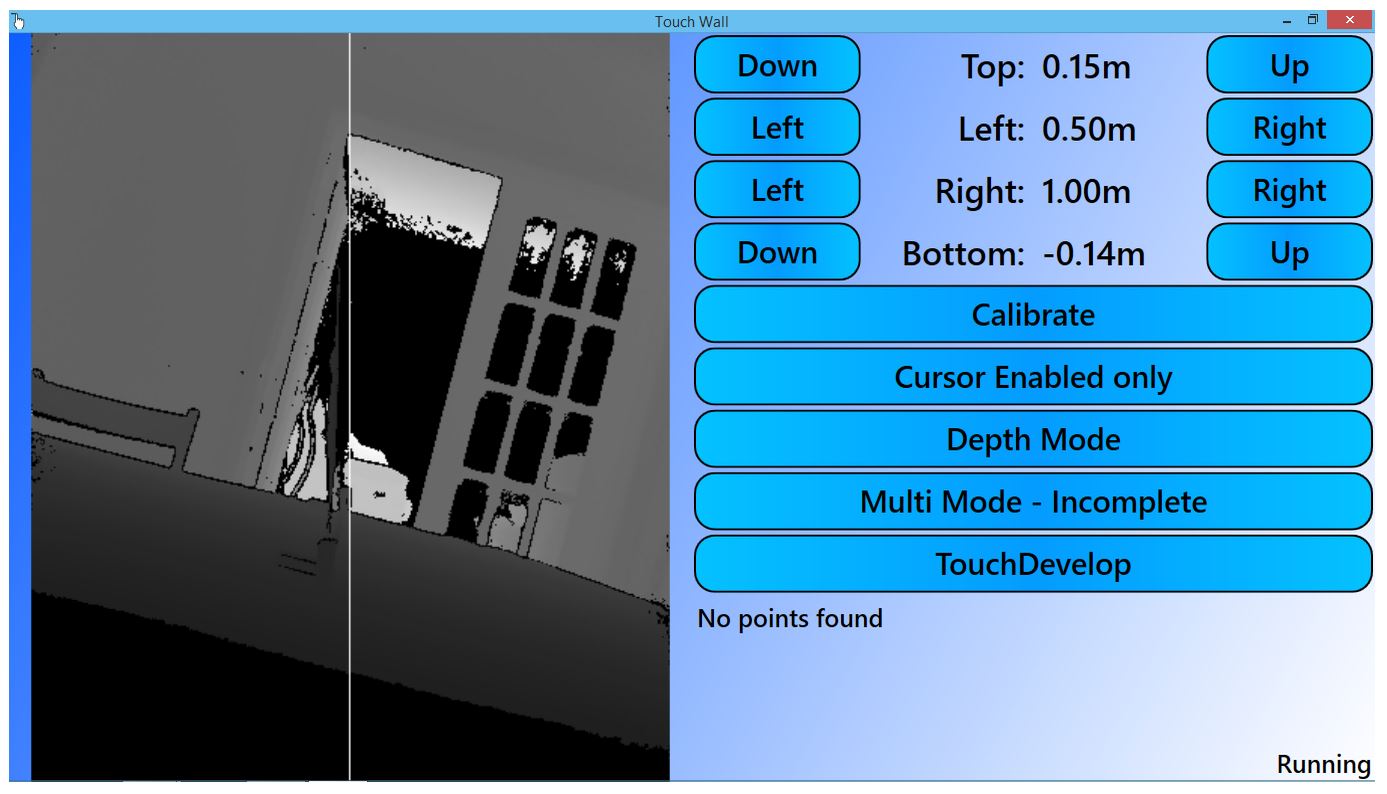 Touch Wall
Down Top: 0.15m Up
Left Left: 0.50m Right
Left Right: 1.00m Right
Down Bottom: -0.14m Up
Calibrate
Cursor Enabled only
Depth Mode
Multi Mode - Incomplete
TouchDevelop
No points found
Running